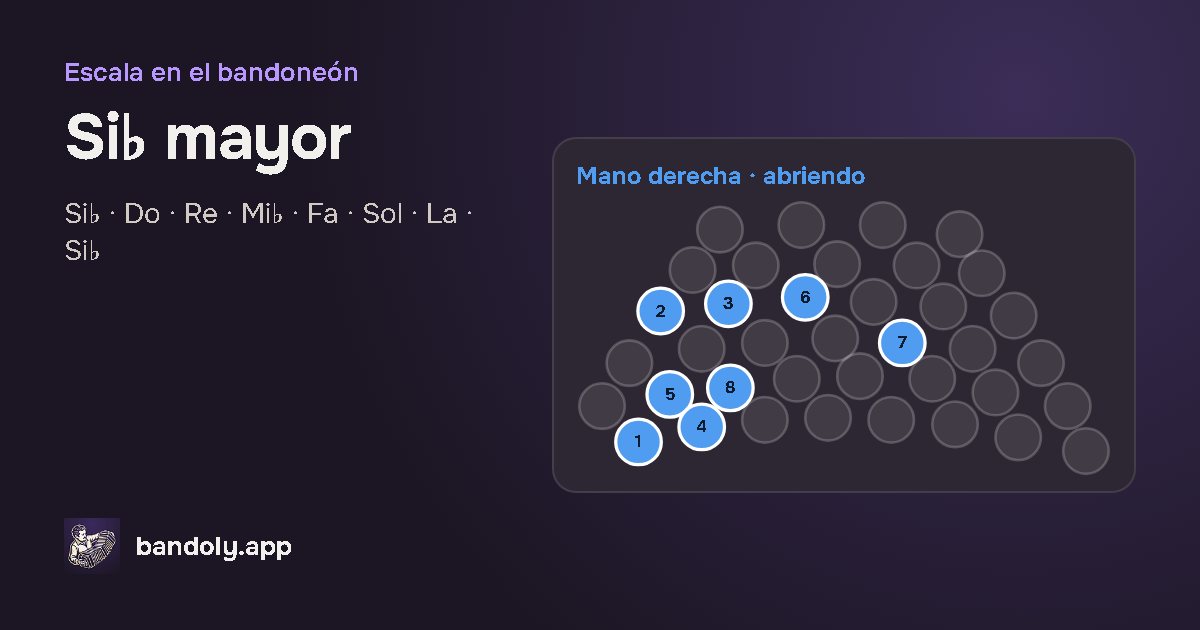 Escala en el bandoneón
Si♭ mayor
Si♭ · Do · Re · Mi♭ · Fa · Sol · La ·
Si♭
Mano derecha · abriendo
2
3
6
7
5
8
4
1
bandoly.app